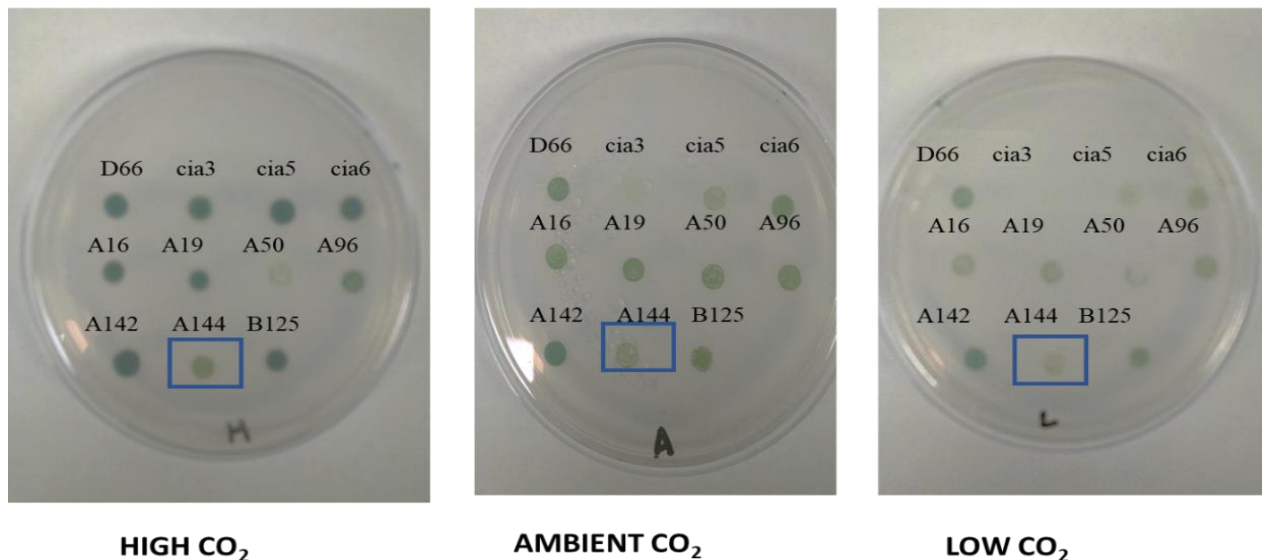 D66 cia3 cia5 cia6
A16 A19 A50 A96
A142 A144 B125
H
HIGH CO₂
D66 cia3 cia5 cia6
A16 A19 A50 A96
A142 A144 B125
A
AMBIENT CO₂
D66 cia3 cia5 cia6
A16 A19 A50 A96
A142 A144 B125
L
LOW CO₂